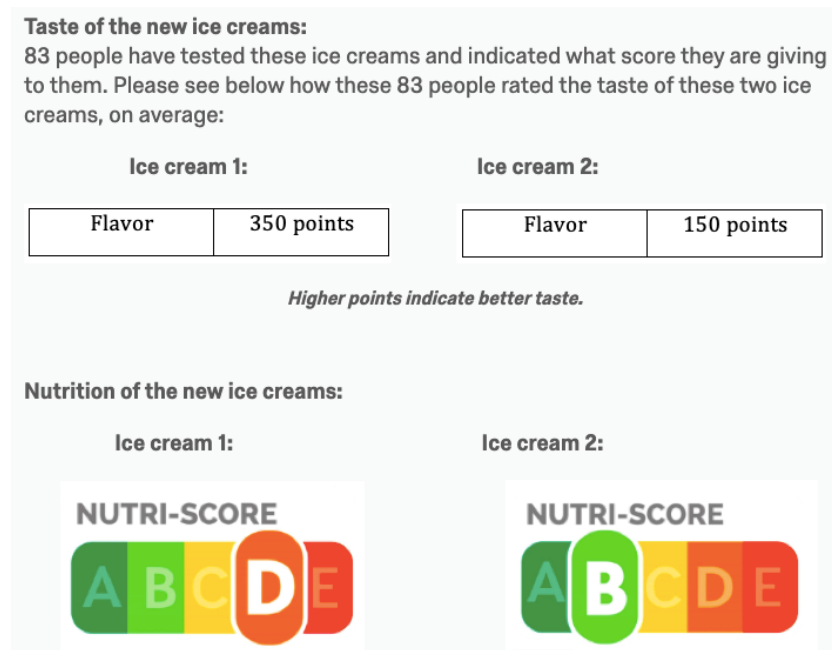 Taste of the new ice creams:
83 people have tested these ice creams and indicated what score they are giving
to them. Please see below how these 83 people rated the taste of these two ice
creams, on average:
Ice cream 1:
Ice cream 2:
Flavor 350 points
Flavor 150 points
Higher points indicate better taste.
Nutrition of the new ice creams:
Ice cream 1:
Ice cream 2:
NUTRI-SCORE
A B C D E
NUTRI-SCORE
A B C D E